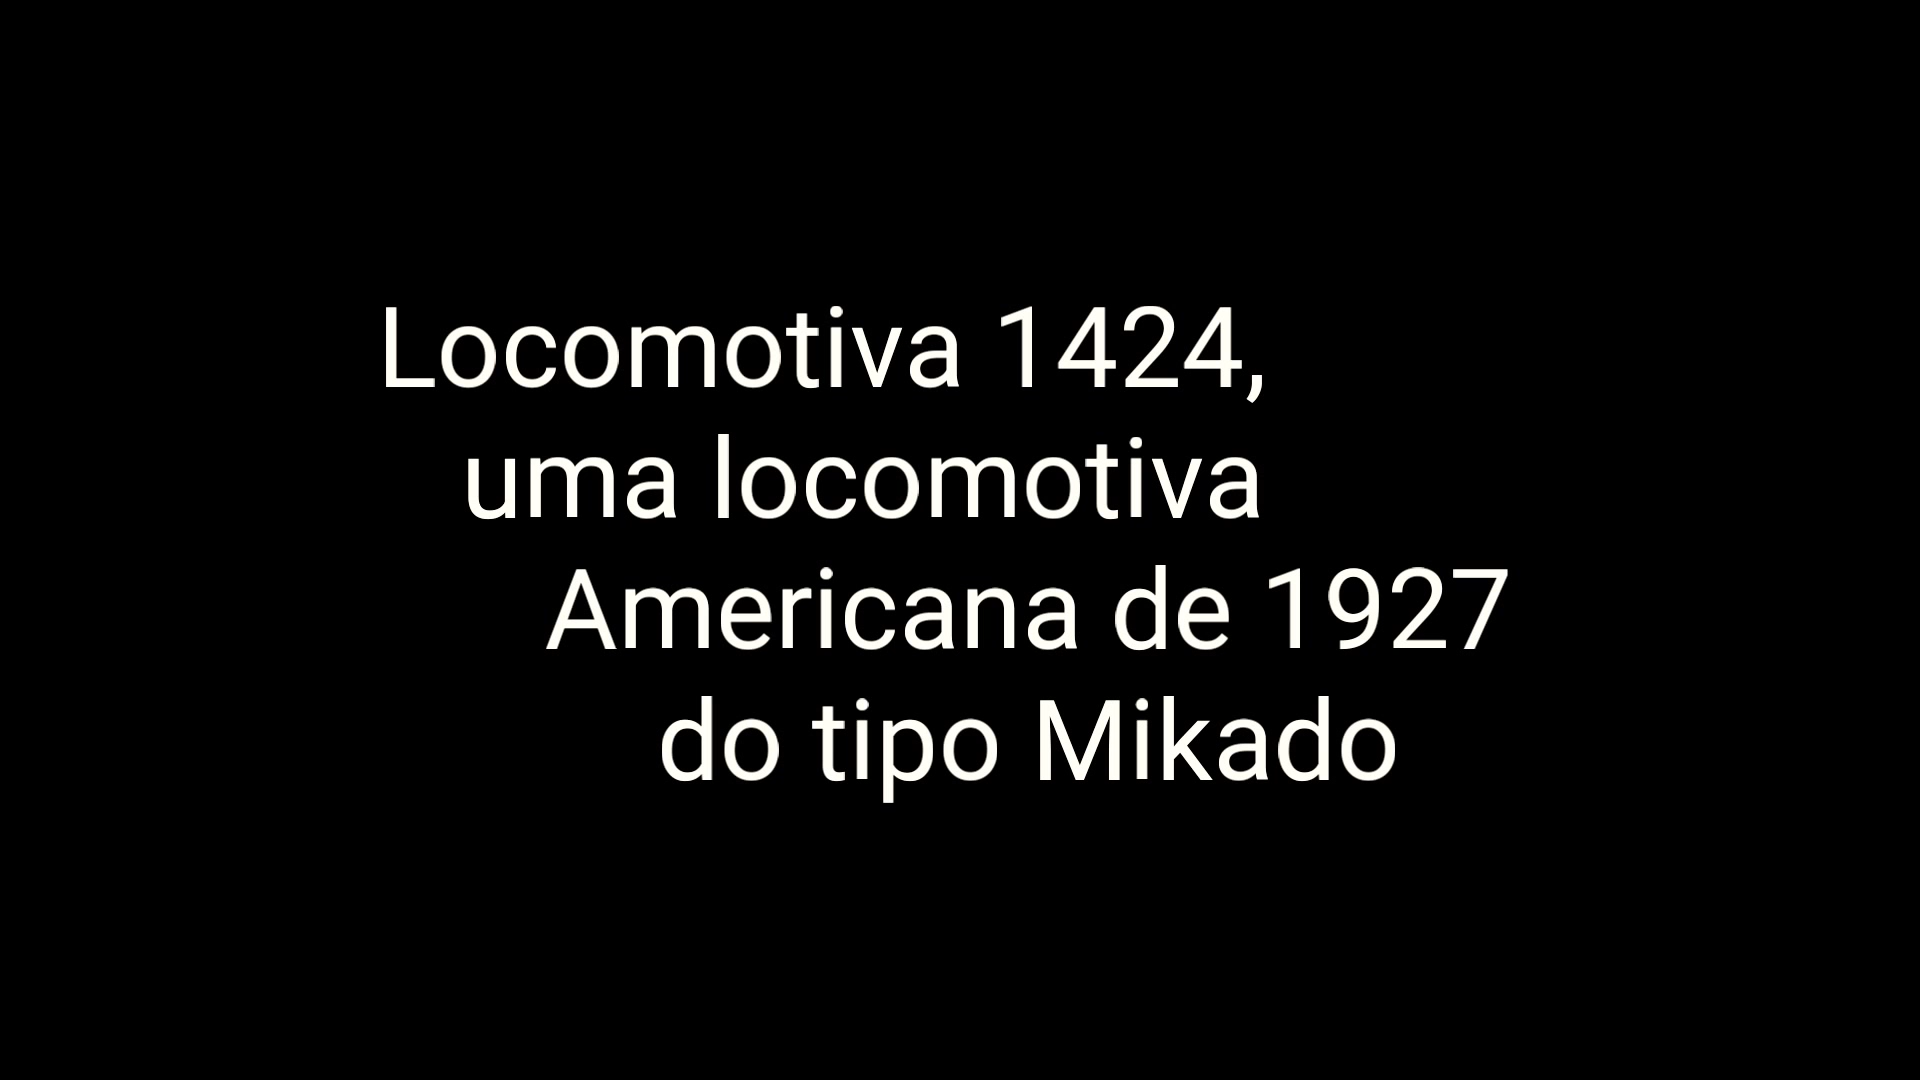 Locomotiva 1424,
uma locomotiva
Americana de 1927
do tipo Mikado